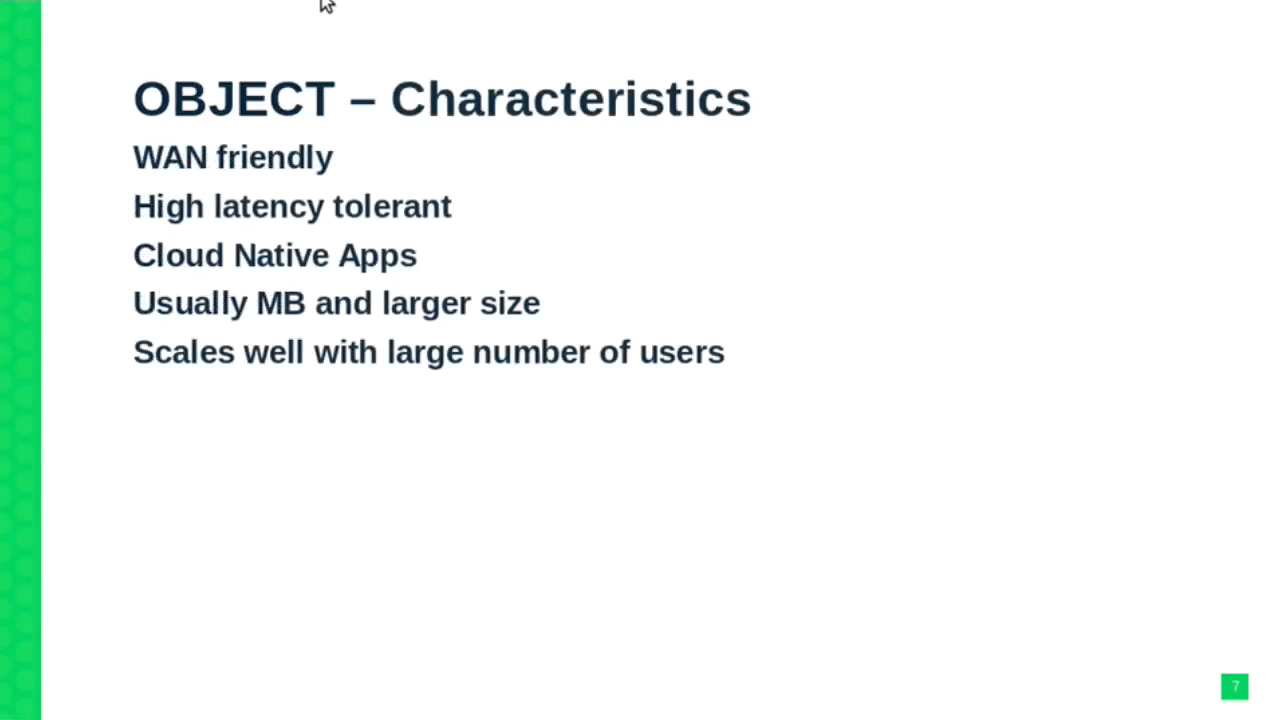 OBJECT – Characteristics
WAN friendly
High latency tolerant
Cloud Native Apps
Usually MB and larger size
Scales well with large number of users
7